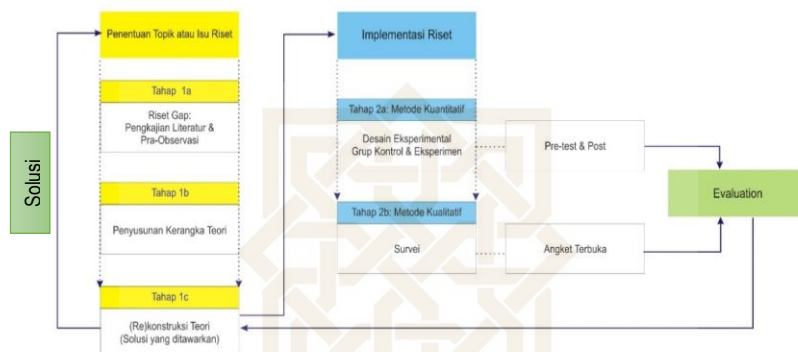 Solusi
Penentuan Topik atau Isu Riset
Tahap 1a
Riset Gap:
Pengkajian Literatur &
Pra-Observasi
Tahap 1b
Penyusunan Kerangka Teori
Tahap 1c
(Re)konstruksi Teori
(Solusi yang ditawarkan)
Implementasi Riset
Tahap 2a: Metode Kuantitatif
Desain Eksperimental
Grup Kontrol & Eksperimen
Pre-test & Post
Tahap 2b: Metode Kualitatif
Survei
Angket Terbuka
Evaluation